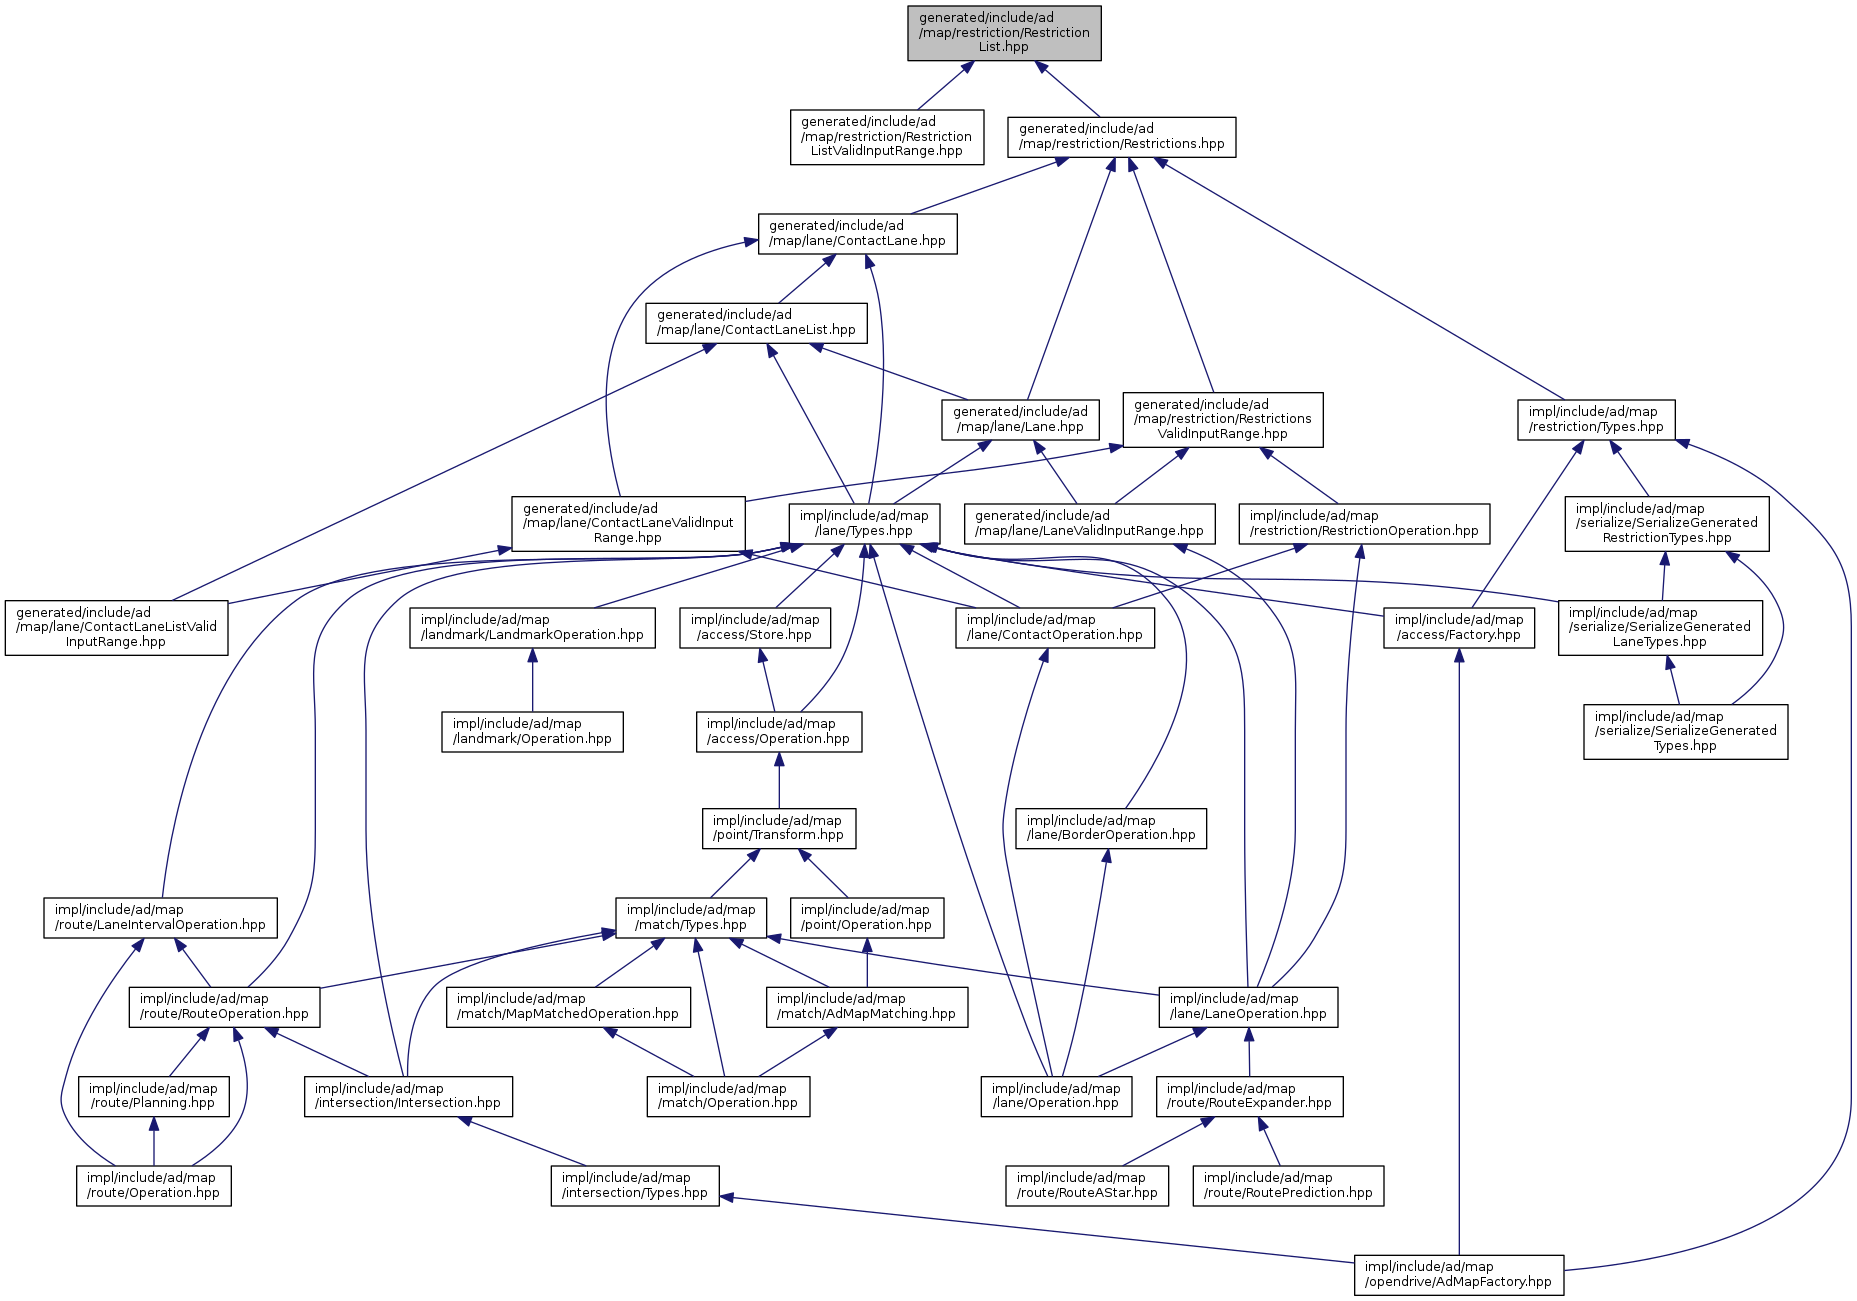 generated/include/ad
/map/restriction/Restriction
List.hpp
generated/include/ad
/map/restriction/Restriction
ListValidInputRange.hpp
generated/include/ad
/map/restriction/Restrictions.hpp
generated/include/ad
/map/lane/ContactLane.hpp
generated/include/ad
/map/lane/ContactLaneList.hpp
generated/include/ad
/map/lane/Lane.hpp
generated/include/ad
/map/restriction/Restrictions
ValidInputRange.hpp
impl/include/ad/map
/restriction/Types.hpp
generated/include/ad
/map/lane/ContactLaneValidInput
Range.hpp
impl/include/ad/map
/lane/Types.hpp
generated/include/ad
/map/lane/LaneValidInputRange.hpp
impl/include/ad/map
/restriction/RestrictionOperation.hpp
impl/include/ad/map
/serialize/SerializeGenerated
RestrictionTypes.hpp
generated/include/ad
/map/lane/ContactLaneListValid
InputRange.hpp
impl/include/ad/map
/landmark/LandmarkOperation.hpp
impl/include/ad/map
/access/Store.hpp
impl/include/ad/map
/lane/ContactOperation.hpp
impl/include/ad/map
/access/Factory.hpp
impl/include/ad/map
/serialize/SerializeGenerated
LaneTypes.hpp
impl/include/ad/map
/landmark/Operation.hpp
impl/include/ad/map
/access/Operation.hpp
impl/include/ad/map
/serialize/SerializeGenerated
Types.hpp
impl/include/ad/map
/point/Transform.hpp
impl/include/ad/map
/lane/BorderOperation.hpp
impl/include/ad/map
/route/LaneIntervalOperation.hpp
impl/include/ad/map
/match/Types.hpp
impl/include/ad/map
/point/Operation.hpp
impl/include/ad/map
/route/RouteOperation.hpp
impl/include/ad/map
/match/MapMatchedOperation.hpp
impl/include/ad/map
/match/AdMapMatching.hpp
impl/include/ad/map
/lane/LaneOperation.hpp
impl/include/ad/map
/route/Planning.hpp
impl/include/ad/map
/intersection/Intersection.hpp
impl/include/ad/map
/match/Operation.hpp
impl/include/ad/map
/lane/Operation.hpp
impl/include/ad/map
/route/RouteExpander.hpp
impl/include/ad/map
/route/Operation.hpp
impl/include/ad/map
/intersection/Types.hpp
impl/include/ad/map
/route/RouteAStar.hpp
impl/include/ad/map
/route/RoutePrediction.hpp
impl/include/ad/map
/opendrive/AdMapFactory.hpp